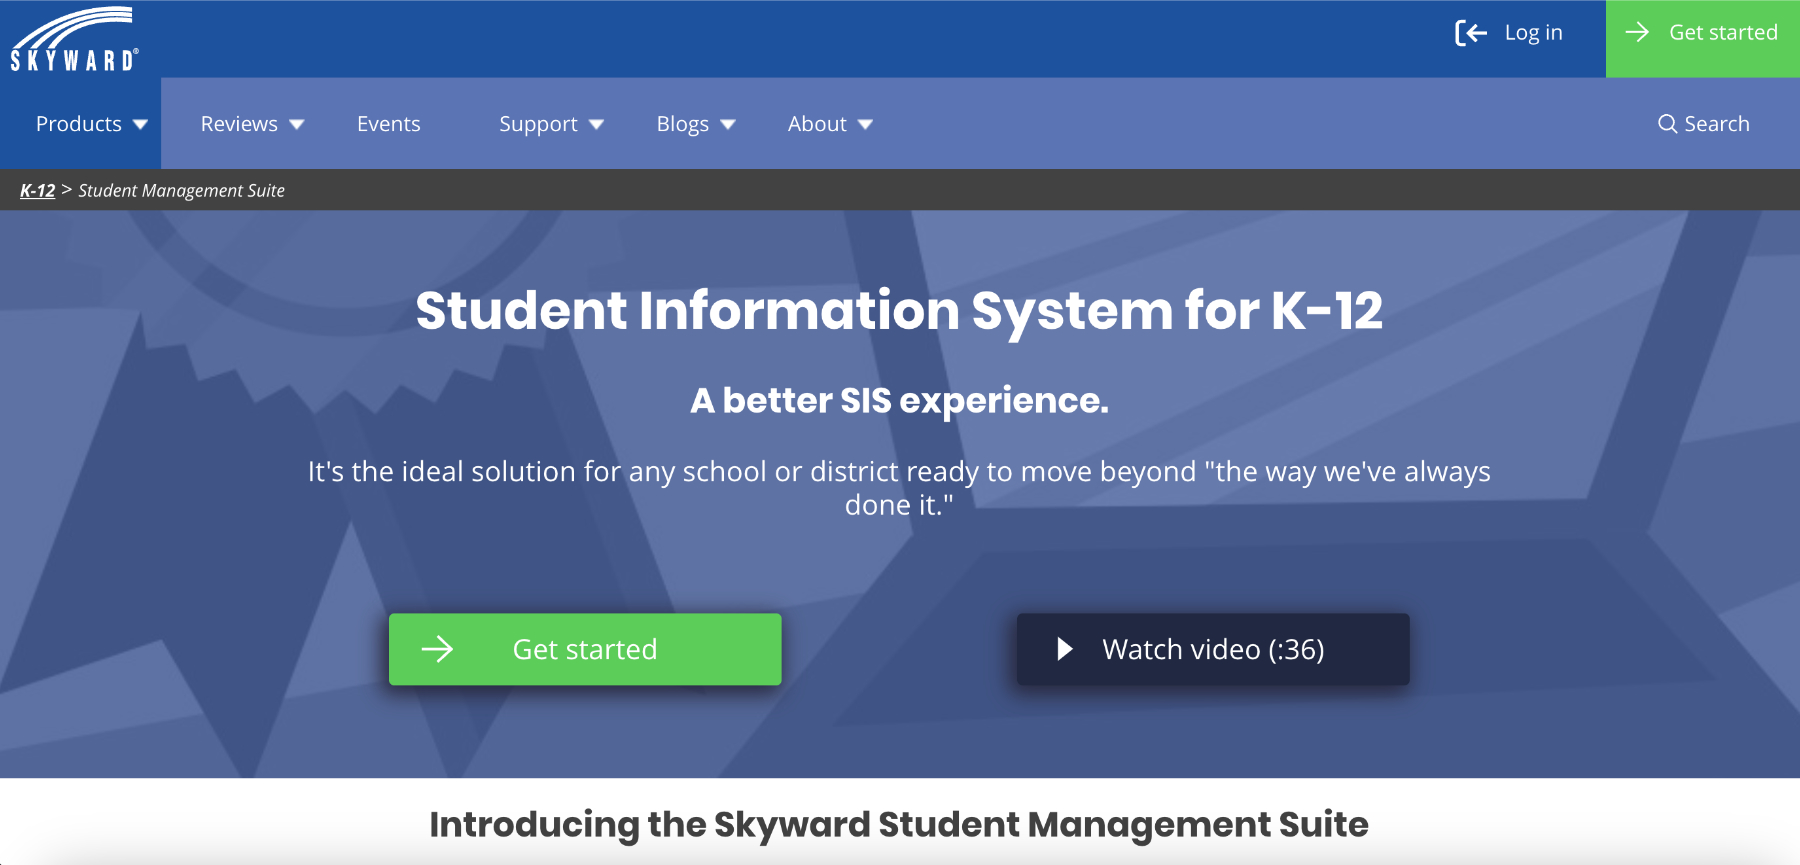 SKYWARD®
Log in
Get started
Products
Reviews
Events
Support
Blogs
About
Search
K-12 > Student Management Suite
Student Information System for K-12
A better SIS experience.
It's the ideal solution for any school or district ready to move beyond "the way we've always
done it."
Get started
Watch video (:36)
Introducing the Skyward Student Management Suite